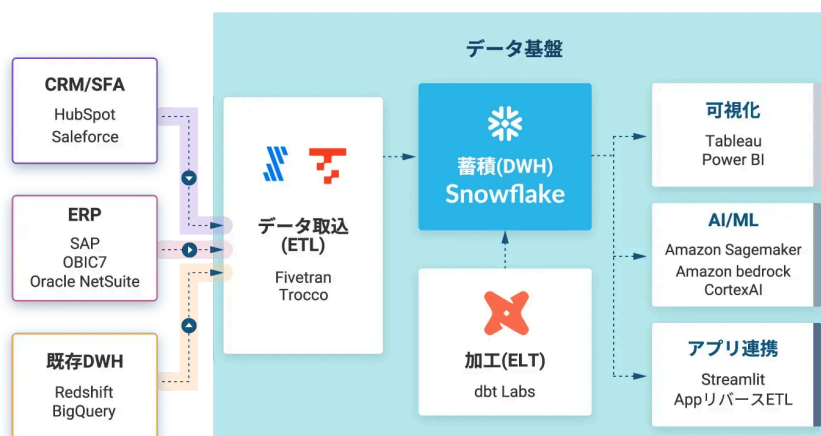 データ基盤
CRM/SFA
HubSpot
Saleforce
ERP
SAP
OBIC7
Oracle NetSuite
既存DWH
Redshift
BigQuery
データ取込
(ETL)
Fivetran
Trocco
蓄積(DWH)
Snowflake
加工(ELT)
dbt Labs
可視化
Tableau
Power BI
AI/ML
Amazon Sagemaker
Amazon bedrock
CortexAI
アプリ連携
Streamlit
AppリバースETL